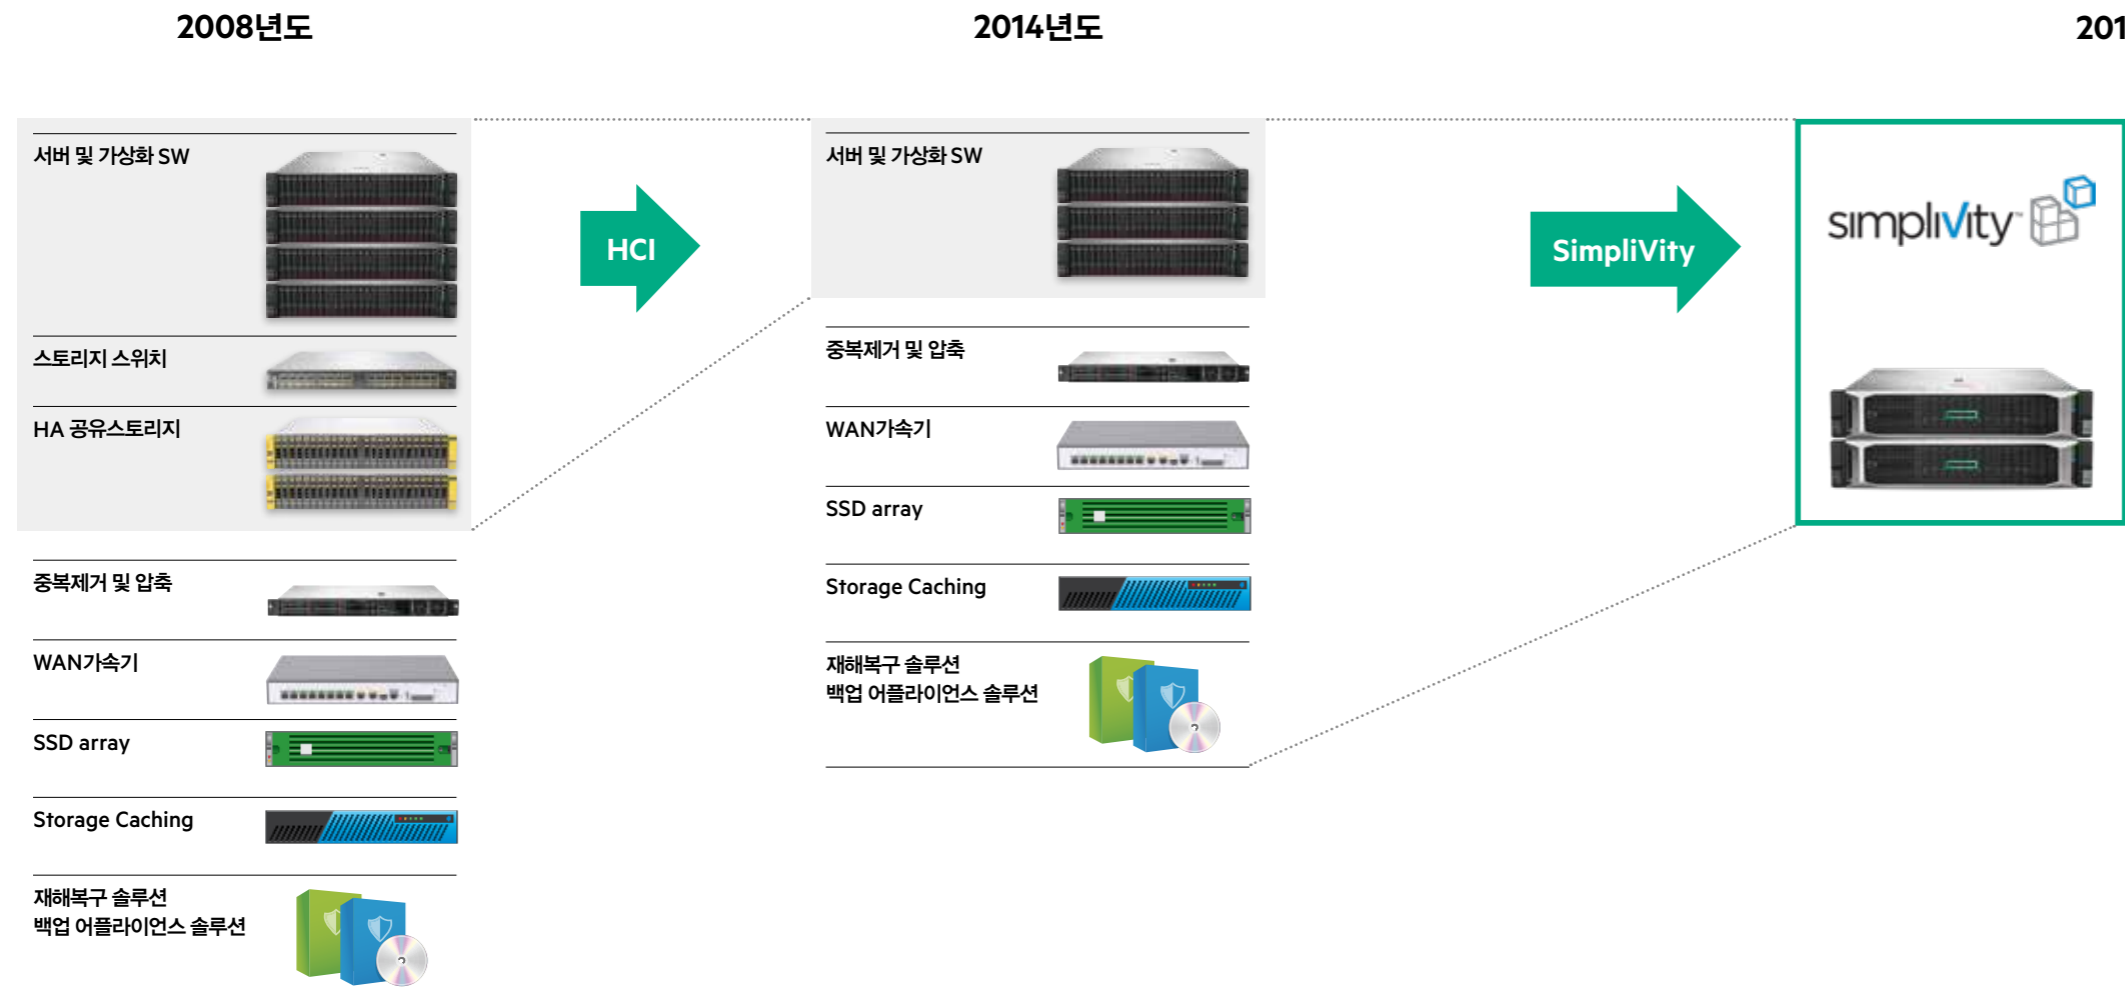 2008년도
2014년도
201
서버 및 가상화 SW
스토리지 스위치
HA 공유스토리지
중복제거 및 압축
WAN가속기
SSD array
Storage Caching
재해복구 솔루션
백업 어플라이언스 솔루션
HCI
서버 및 가상화 SW
중복제거 및 압축
WAN가속기
SSD array
Storage Caching
재해복구 솔루션
백업 어플라이언스 솔루션
SimpliVity
simplivity™